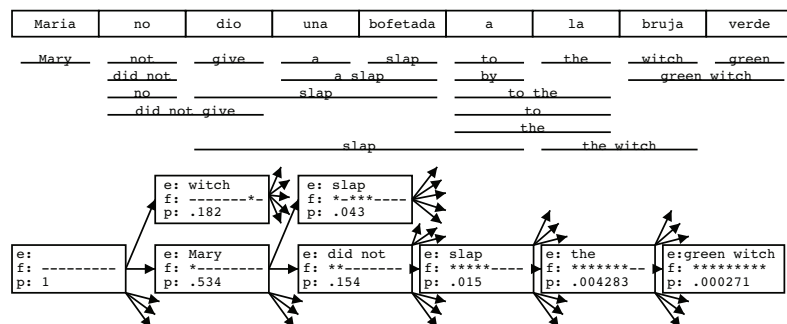 Maria no dio una bofetada a la bruja verde
Mary not give a slap to the witch green
did not a slap by green witch
no slap to the
did not give to
the
slap the witch
e: witch
f: -------*-
p: .182
e: slap
f: *-***----
p: .043
e:
f: ---------
p: 1
e: Mary
f: *--------
p: .534
e: did not
f: **-------
p: .154
e: slap
f: *****----
p: .015
e: the
f: *******--
p: .004283
e:green witch
f: *********
p: .000271